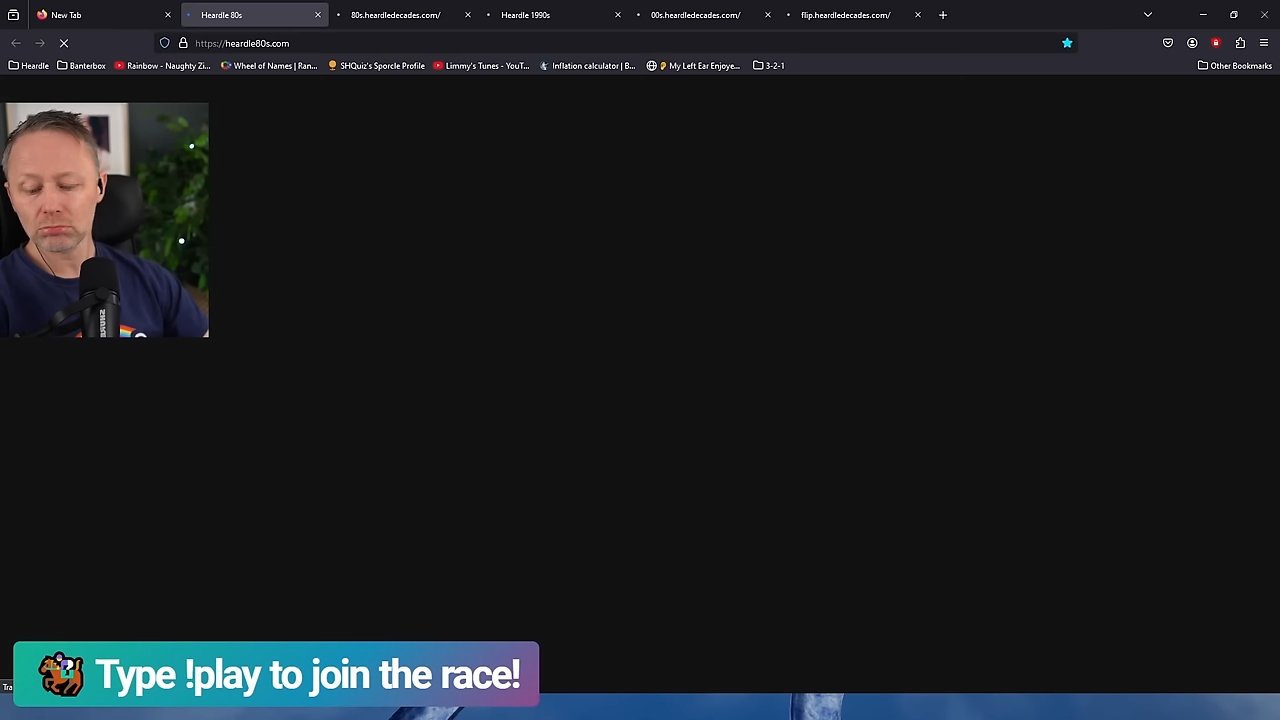 New Tab
Heardle 80s
80s.heardledecades.com/
Heardle 1990s
00s.heardledecades.com/
flip.heardledecades.com/
https://heardle80s.com
Heardle
Banterbox
Rainbow - Naughty Zi...
Wheel of Names | Ran...
SHQuiz's Sporcle Profile
Limmy's Tunes - YouT...
Inflation calculator | B...
My Left Ear Enjoye...
3-2-1
Other Bookmarks
Type !play to join the race!
Tra